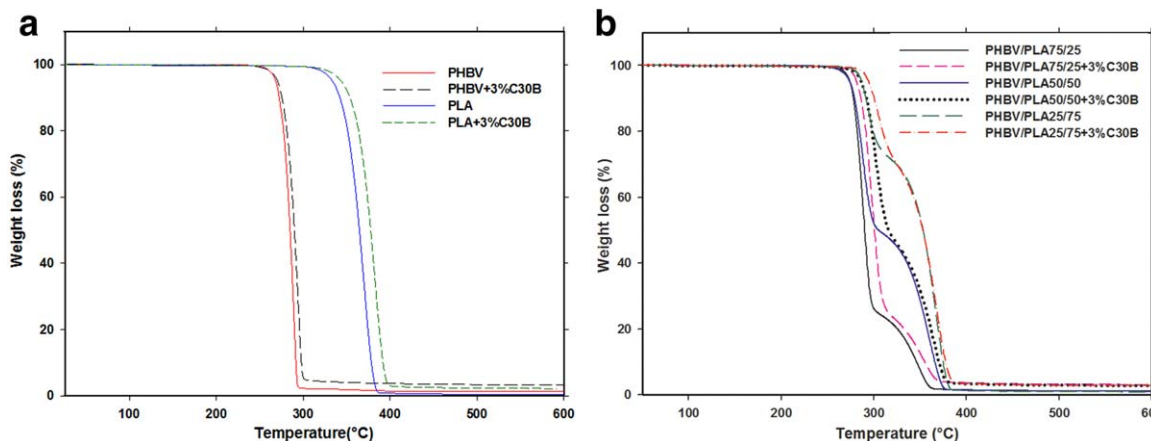 a
100
80
60
40
20
0
Weight loss (%)
PHBV
PHBV+3%C30B
PLA
PLA+3%C30B
100 200 300 400 500 600
Temperature(°C)
b
100
80
60
40
20
0
Weight loss (%)
PHBV/PLA75/25
PHBV/PLA75/25+3%C30B
PHBV/PLA50/50
PHBV/PLA50/50+3%C30B
PHBV/PLA25/75
PHBV/PLA25/75+3%C30B
100 200 300 400 500 600
Temperature (°C)